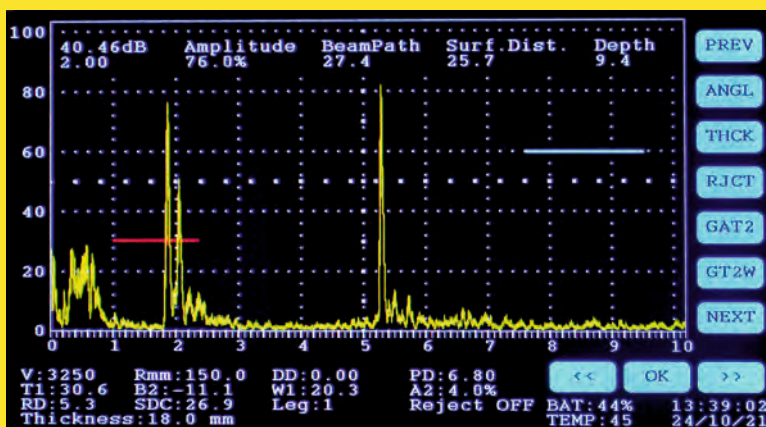 100
40.46dB Amplitude BeamPath Surf.Dist. Depth
2.00 76.0% 27.4 25.7 9.4
80
60
40
20
0
0 1 2 3 4 5 6 7 8 9 10
PREV
ANGL
THCK
RJCT
GAT2
GT2W
NEXT
<< OK >>
V:3250 Rmm:150.0 DD:0.00 PD:6.80
T1:30.6 B2:-11.1 W1:20.3 A2:4.0%
RD:5.3 SDC:26.9 Leg:1 Reject OFF BAT:44% 13:39:02
Thickness:18.0 mm TEMP:45 24/10/21